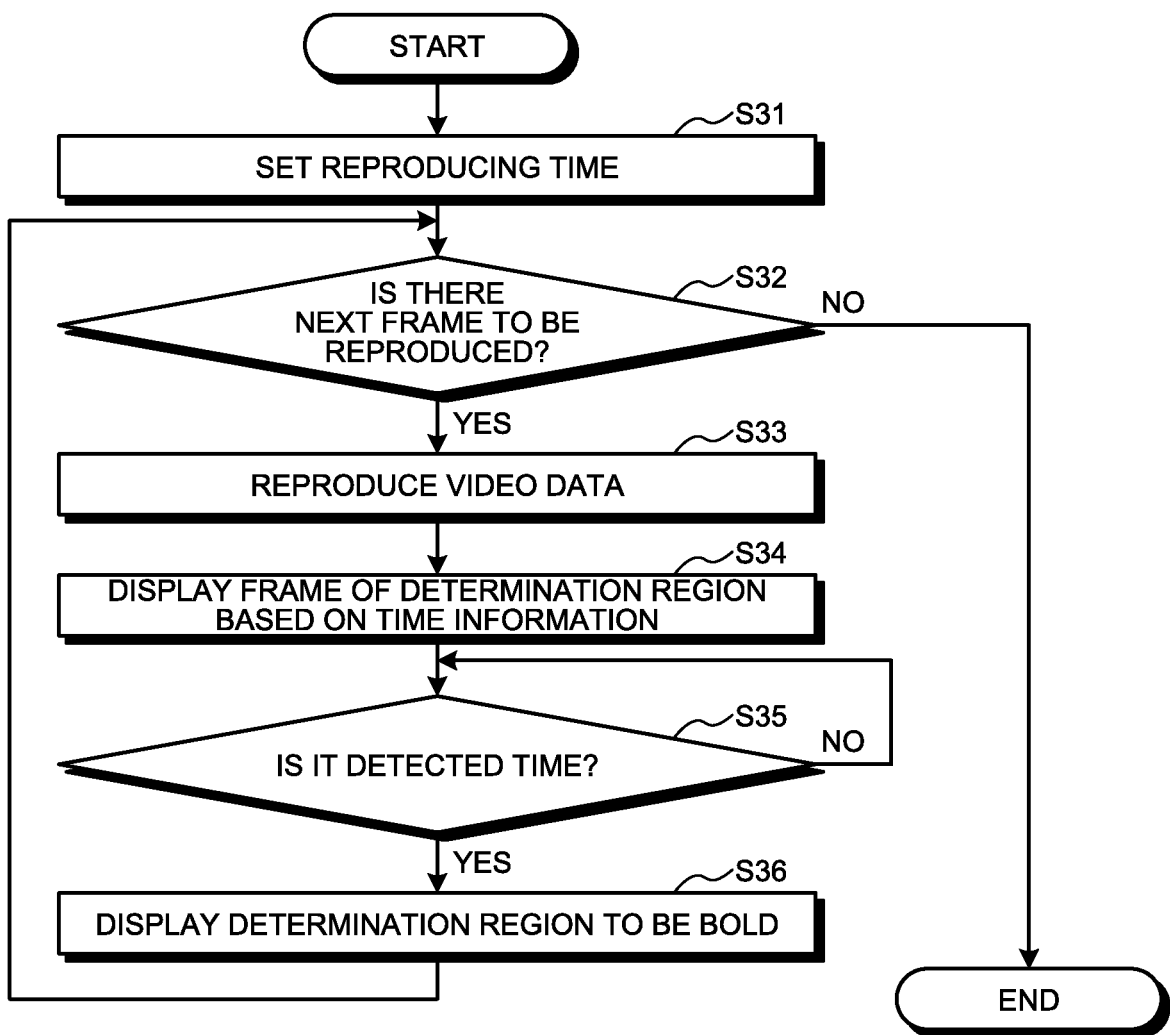 START
S31
SET REPRODUCING TIME
S32
IS THERE
NEXT FRAME TO BE
REPRODUCED?
NO
YES
S33
REPRODUCE VIDEO DATA
S34
DISPLAY FRAME OF DETERMINATION REGION
BASED ON TIME INFORMATION
S35
IS IT DETECTED TIME?
NO
YES
S36
DISPLAY DETERMINATION REGION TO BE BOLD
END